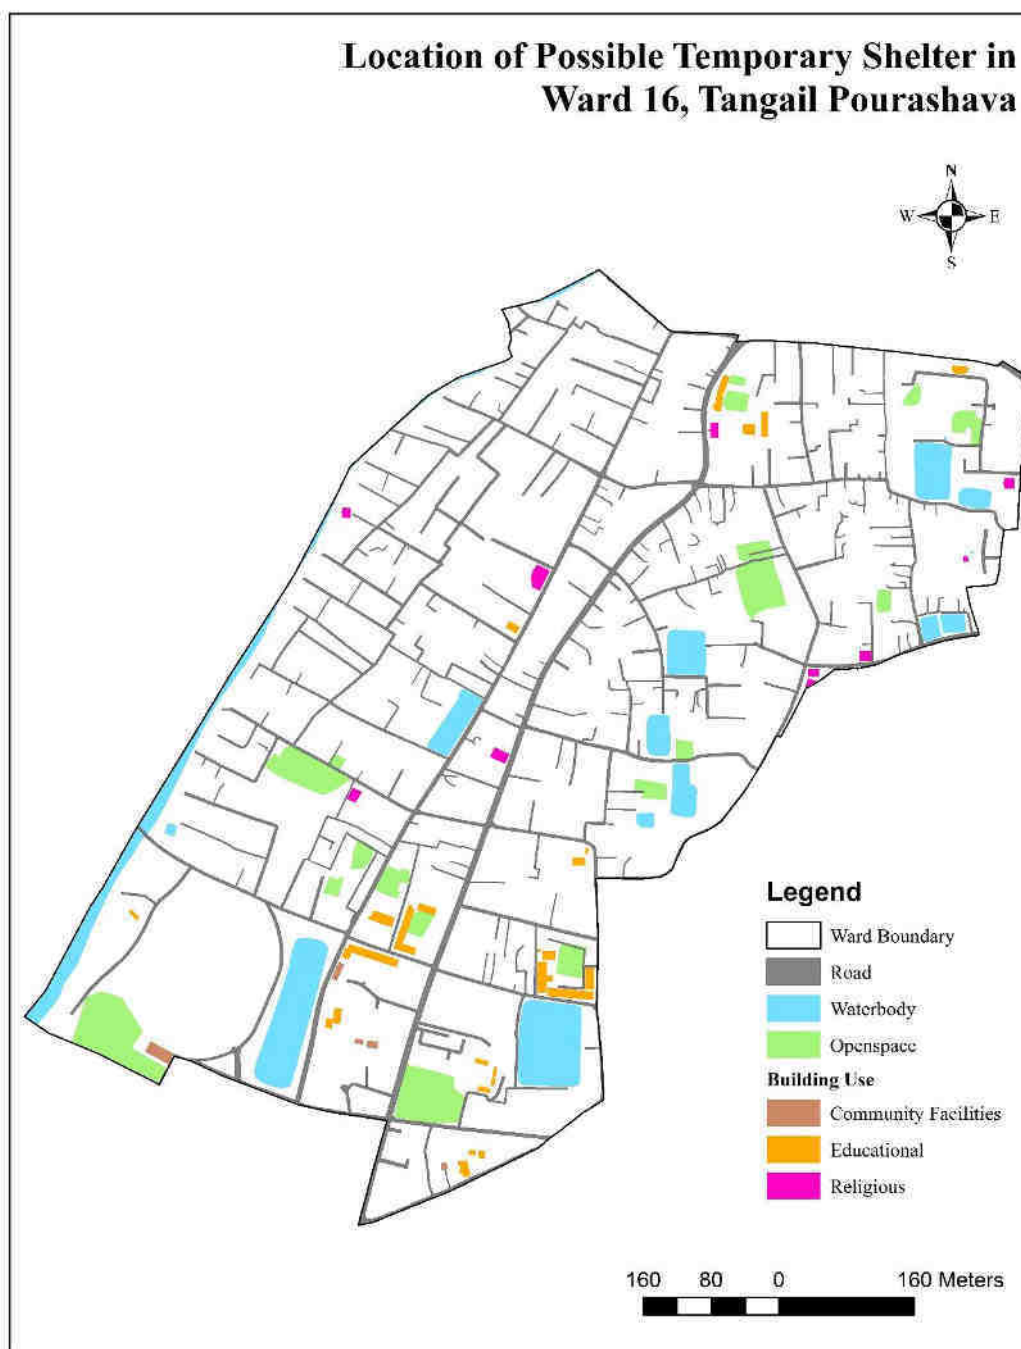 Location of Possible Temporary Shelter in
Ward 16, Tangail Pourashava
N
W E
S
Legend
Ward Boundary
Road
Waterbody
Openspace
Building Use
Community Facilities
Educational
Religious
160 80 0 160 Meters